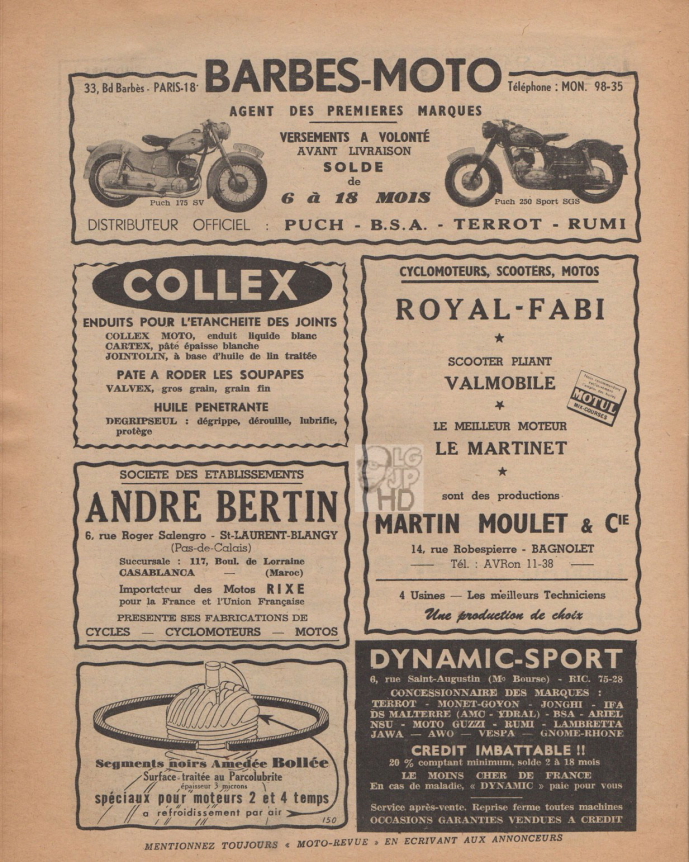 BARBES-MOTO
33, Bd Barbès - PARIS-18e
Téléphone : MON. 98-35
AGENT DES PREMIERES MARQUES
VERSEMENTS A VOLONTÉ
AVANT LIVRAISON
SOLDE
de
6 à 18 MOIS
Puch 175 SV
Puch 250 Sport SGS
DISTRIBUTEUR OFFICIEL : PUCH - B.S.A. - TERROT - RUMI
COLLEX
ENDUITS POUR L'ETANCHEITE DES JOINTS
COLLEX MOTO, enduit liquide blanc
CARTEX, pâte épaisse blanche
JOINTOLIN, à base d'huile de lin traitée
PATE A RODER LES SOUPAPES
VALVEX, gros grain, grain fin
HUILE PENETRANTE
DEGRIPSEUL : dégrippe, dérouille, lubrifie,
protège
SOCIETE DES ETABLISSEMENTS
ANDRE BERTIN
6, rue Roger Salengro - St-LAURENT-BLANGY
(Pas-de-Calais)
Succursale : 117, Boul. de Lorraine
CASABLANCA — (Maroc)
Importateur des Motos RIXE
pour la France et l'Union Française
PRESENTE SES FABRICATIONS DE
CYCLES — CYCLOMOTEURS — MOTOS
Segments noirs Amedée Bollée
Surface traitée au Parcolubrite
épaisseur 3 microns
spéciaux pour moteurs 2 et 4 temps
a refroidissement par air
150
CYCLOMOTEURS, SCOOTERS, MOTOS
ROYAL-FABI
SCOOTER PLIANT
VALMOBILE
MOTUL
MIX-COURSES
LE MEILLEUR MOTEUR
LE MARTINET
sont des productions
MARTIN MOULET & CIE
14, rue Robespierre - BAGNOLET
— Tél. : AVRon 11-38 —
4 Usines — Les meilleurs Techniciens
Une production de choix
DYNAMIC-SPORT
6, rue Saint-Augustin (Mo Bourse) - RIC. 75-28
CONCESSIONNAIRE DES MARQUES :
TERROT - MONET-GOYON - JONGHI - IFA
DS MALTERRE (AMC - YDRAL) - BSA - ARIEL
NSU - MOTO GUZZI - RUMI - LAMBRETTA
JAWA — AWO — VESPA — GNOME-RHONE
CREDIT IMBATTABLE !!
20 % comptant minimum, solde 2 à 18 mois
LE MOINS CHER DE FRANCE
En cas de maladie, « DYNAMIC » paie pour vous
Service après-vente. Reprise ferme toutes machines
OCCASIONS GARANTIES VENDUES A CREDIT
MENTIONNEZ TOUJOURS « MOTO-REVUE » EN ECRIVANT AUX ANNONCEURS
LG
JP
HD